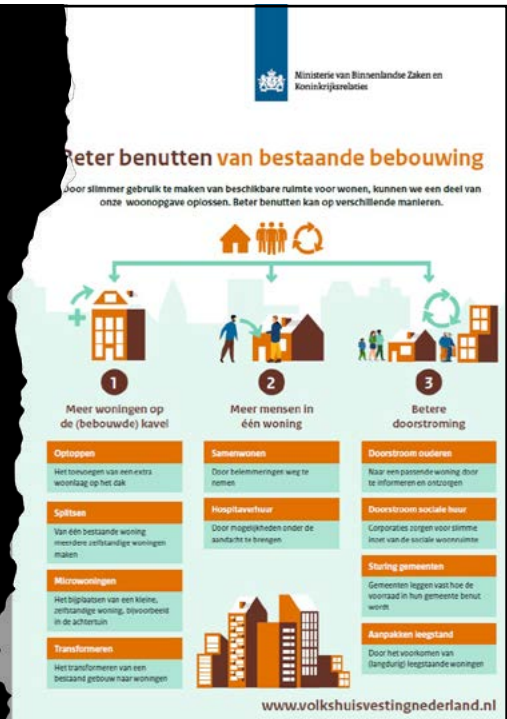 Ministerie van Binnenlandse Zaken en
Koninkrijksrelaties
Beter benutten van bestaande bebouwing
Door slimmer gebruik te maken van beschikbare ruimte voor wonen, kunnen we een deel van
onze woonopgave oplossen. Beter benutten kan op verschillende manieren.
1
Meer woningen op
de (bebouwde) kavel
Optoppen
Het toevoegen van een extra
woonlaag op het dak
Splitsen
Van één bestaande woning
meerdere zelfstandige woningen
maken
Microwoningen
Het bijplaatsen van een kleine,
zelfstandige woning, bijvoorbeeld
in de achtertuin
Transformeren
Het transformeren van een
bestaand gebouw naar woningen
2
Meer mensen in
één woning
Samenwonen
Door belemmeringen weg te
nemen
Hospitaverhuur
Door mogelijkheden onder de
aandacht te brengen
3
Betere
doorstroming
Doorstroom ouderen
Naar een passende woning door
te informeren en ontzorgen
Doorstroom sociale huur
Corporaties zorgen voor slimme
inzet van de sociale woonruimte
Sturing gemeenten
Gemeenten leggen vast hoe de
voorraad in hun gemeente benut
wordt
Aanpakken leegstand
Door het voorkomen van
(langdurig) leegstaande woningen
www.volkshuisvestingnederland.nl